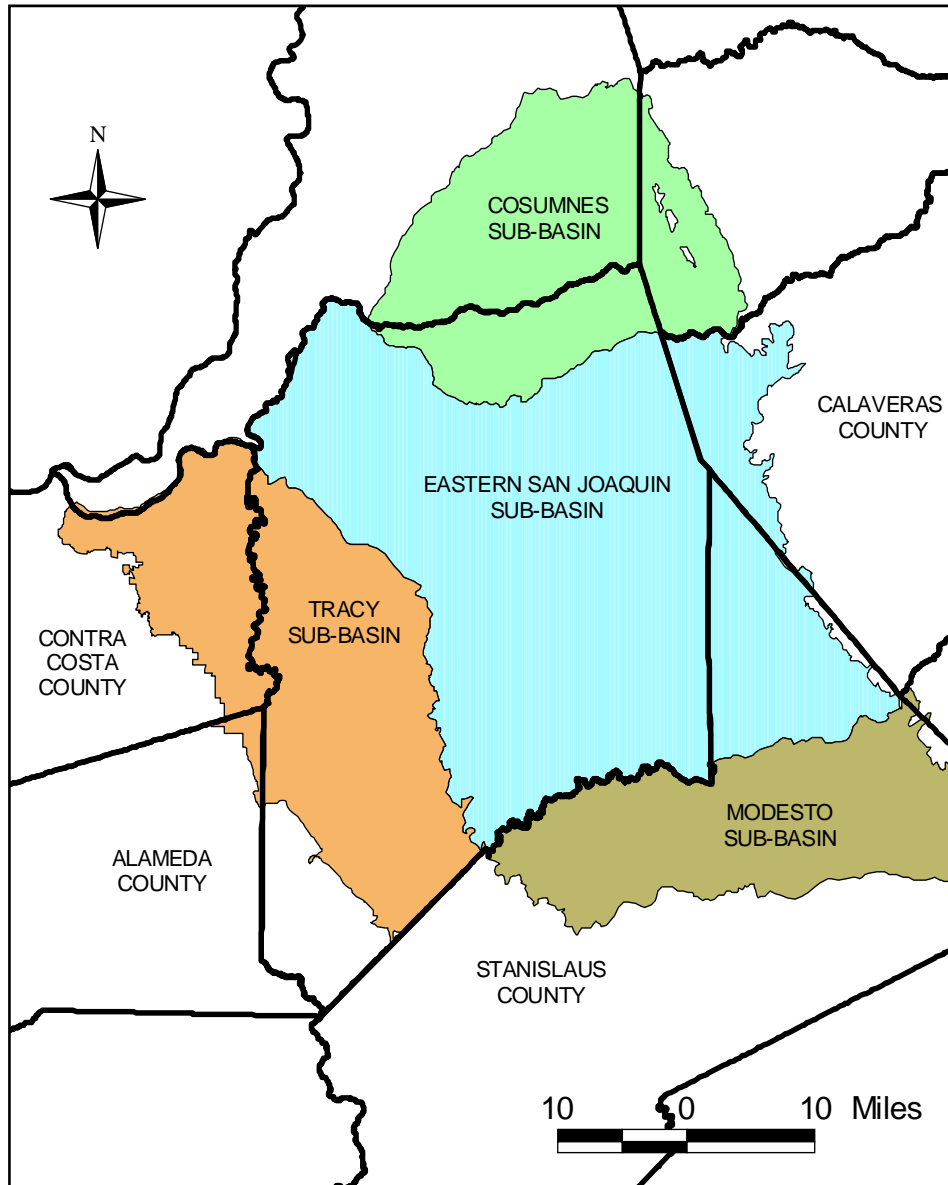 N
COSUMNES
SUB-BASIN
CALAVERAS
COUNTY
EASTERN SAN JOAQUIN
SUB-BASIN
TRACY
SUB-BASIN
CONTRA
COSTA
COUNTY
MODESTO
SUB-BASIN
ALAMEDA
COUNTY
STANISLAUS
COUNTY
10 0 10 Miles